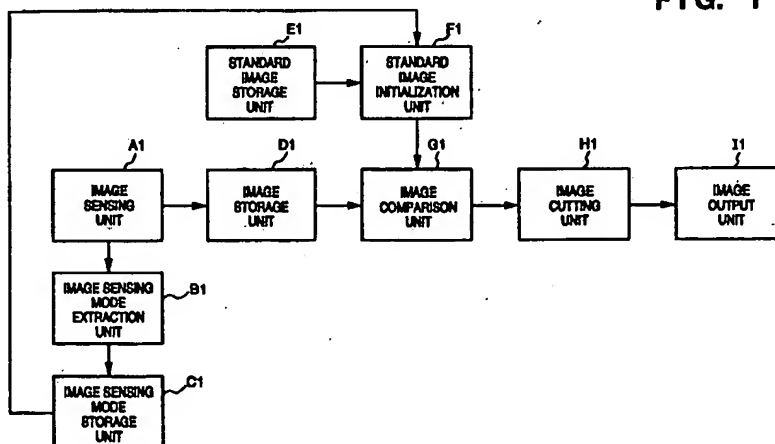 FIG. 1
E1
STANDARD
IMAGE
STORAGE
UNIT
F1
STANDARD
IMAGE
INITIALIZATION
UNIT
A1
IMAGE
SENSING
UNIT
D1
IMAGE
STORAGE
UNIT
G1
IMAGE
COMPARISON
UNIT
H1
IMAGE
CUTTING
UNIT
I1
IMAGE
OUTPUT
UNIT
B1
IMAGE SENSING
MODE
EXTRACTION
UNIT
C1
IMAGE SENSING
MODE
STORAGE
UNIT